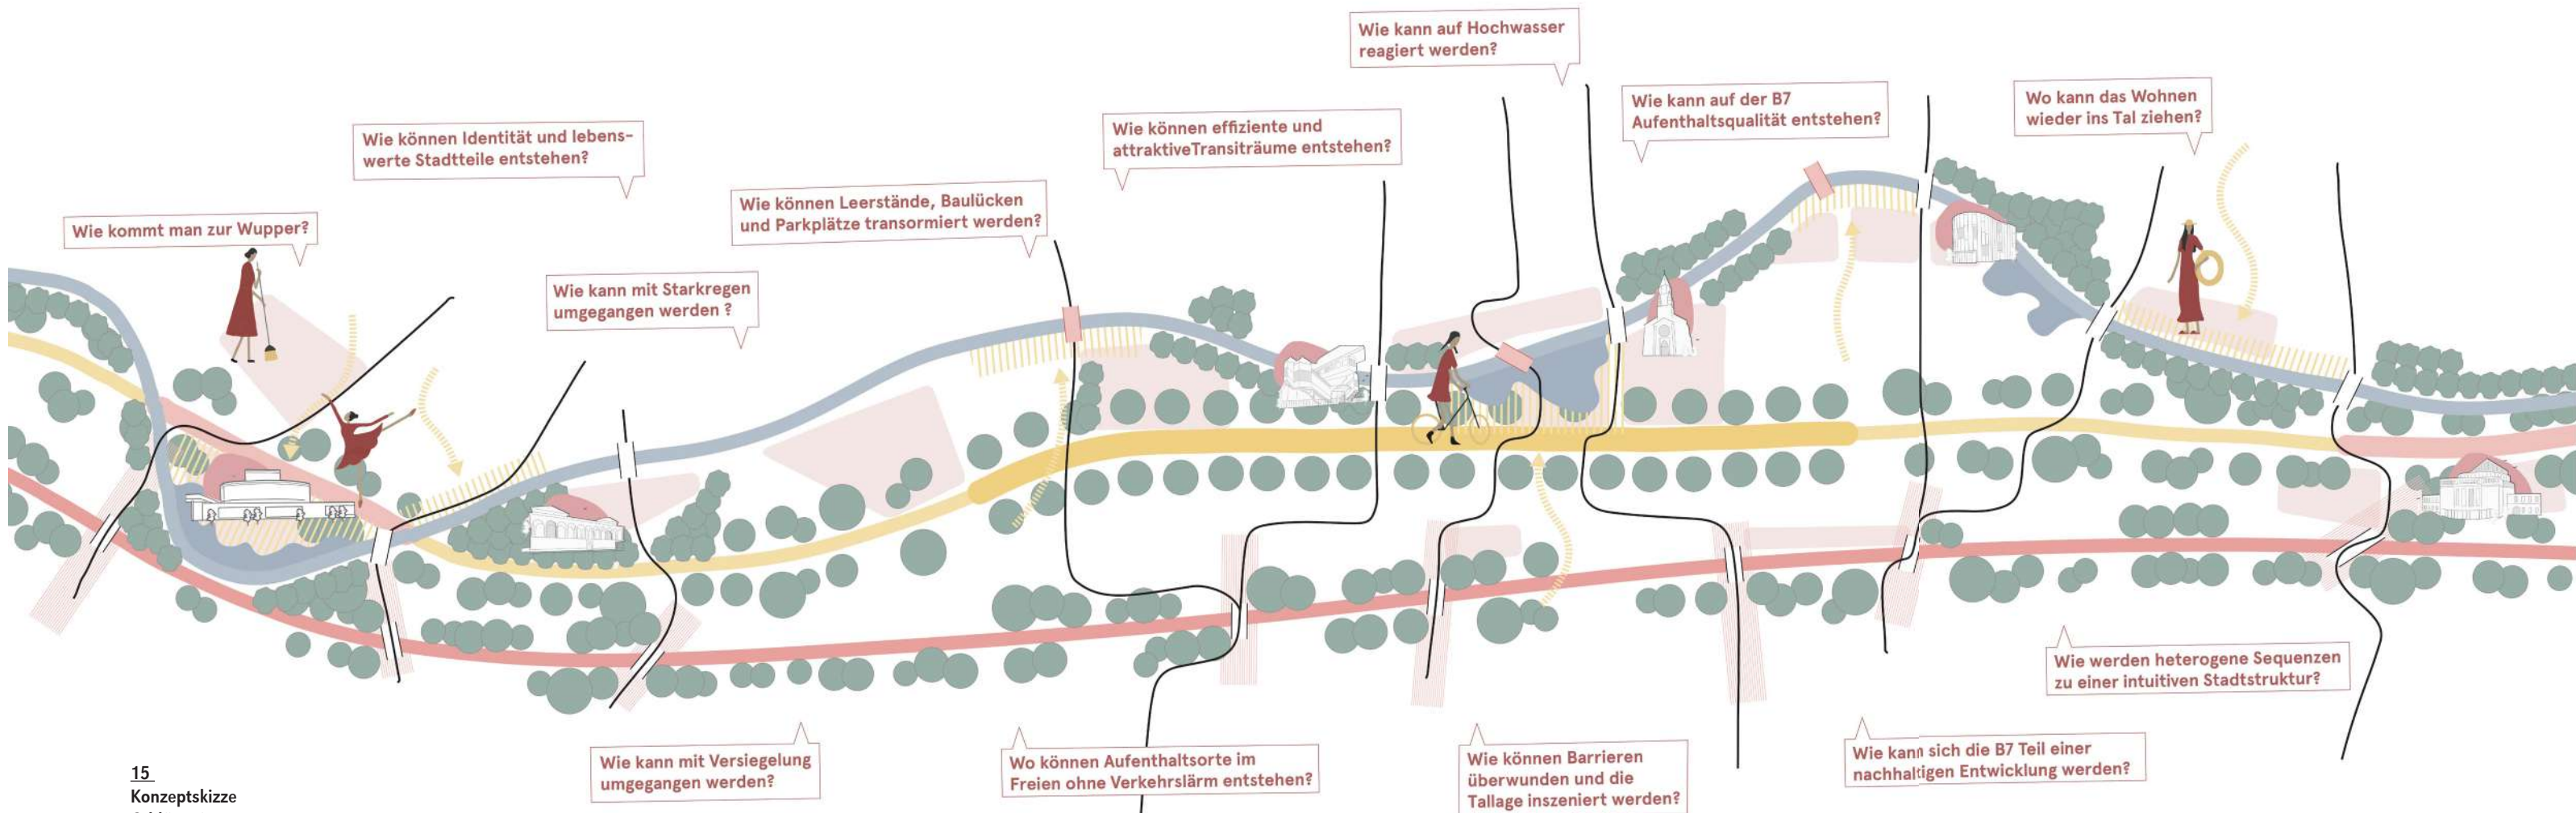 Wie kann auf Hochwasser
reagiert werden?
Wie können Identität und lebens-
werte Stadtteile entstehen?
Wie können effiziente und
attraktiveTransiträume entstehen?
Wie kann auf der B7
Aufenthaltsqualität entstehen?
Wo kann das Wohnen
wieder ins Tal ziehen?
Wie kommt man zur Wupper?
Wie können Leerstände, Baulücken
und Parkplätze transormiert werden?
Wie kann mit Starkregen
umgegangen werden ?
Wie werden heterogene Sequenzen
zu einer intuitiven Stadtstruktur?
Wie kann mit Versiegelung
umgegangen werden?
Wo können Aufenthaltsorte im
Freien ohne Verkehrslärm entstehen?
Wie können Barrieren
überwunden und die
Tallage inszeniert werden?
Wie kann sich die B7 Teil einer
nachhaltigen Entwicklung werden?
15
Konzeptskizze